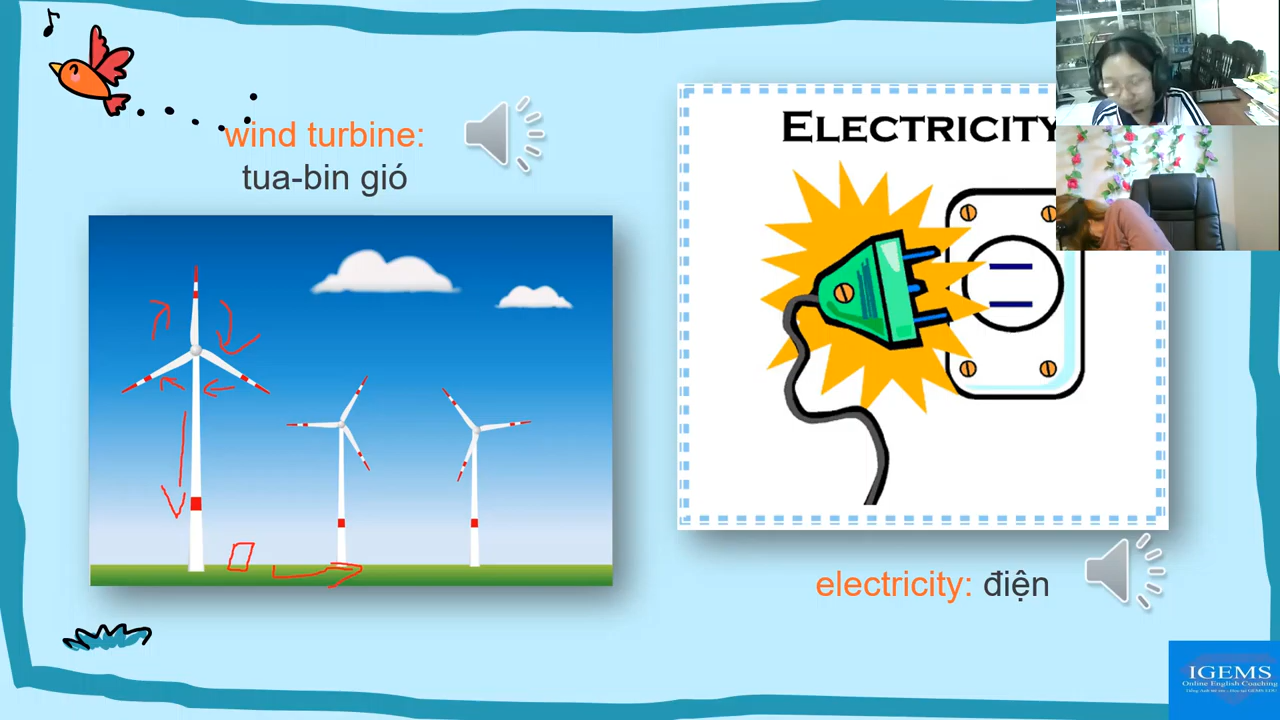 wind turbine:
tua-bin gió
ELECTRICITY
electricity: điện
IGEMS
Online English Coaching